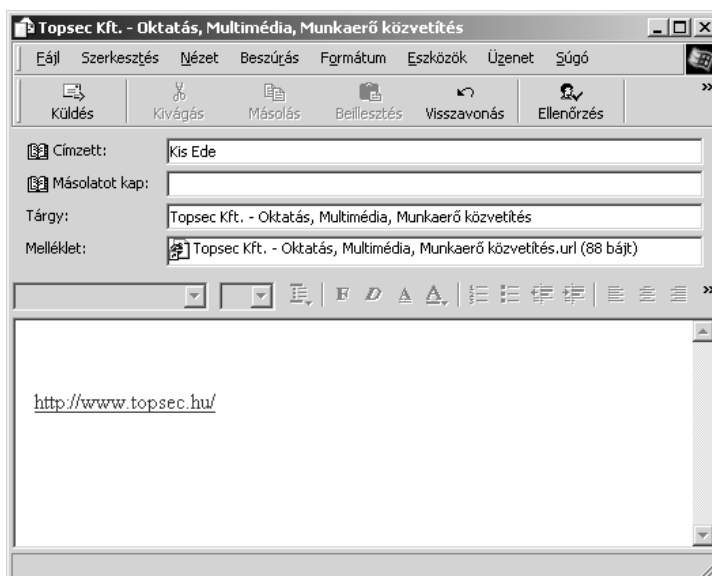 Topsec Kft. - Oktatás, Multimédia, Munkaerő közvetítés
Fájl Szerkesztés Nézet Beszúrás Formátum Eszközök Üzenet Súgó
Küldés Kivágás Másolás Beillesztés Visszavonás Ellenőrzés »
Címzett: Kis Ede
Másolatot kap:
Tárgy: Topsec Kft. - Oktatás, Multimédia, Munkaerő közvetítés
Melléklet: Topsec Kft. - Oktatás, Multimédia, Munkaerő közvetítés.url (88 bájt)
F D A A »
http://www.topsec.hu/